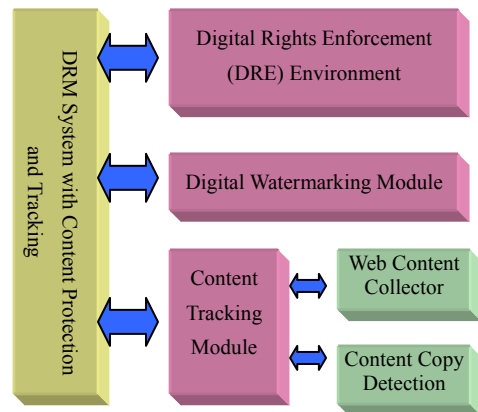 DRM System with Content Protection
and Tracking
Digital Rights Enforcement
(DRE) Environment
Digital Watermarking Module
Content
Tracking
Module
Web Content
Collector
Content Copy
Detection